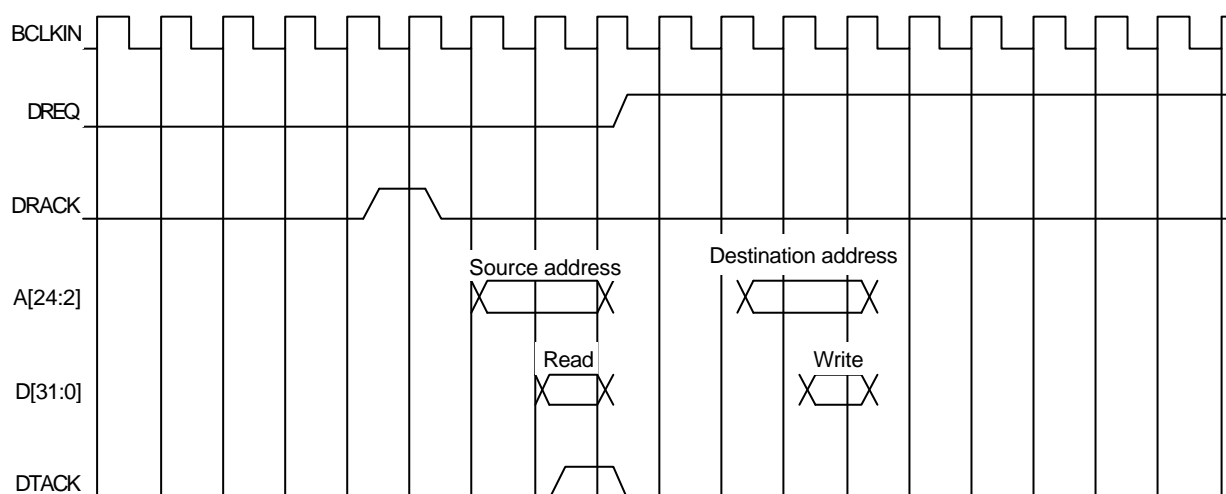 BCLKIN
DREQ
DRACK
Destination address
Source address
A[24:2]
Read
Write
D[31:0]
DTACK